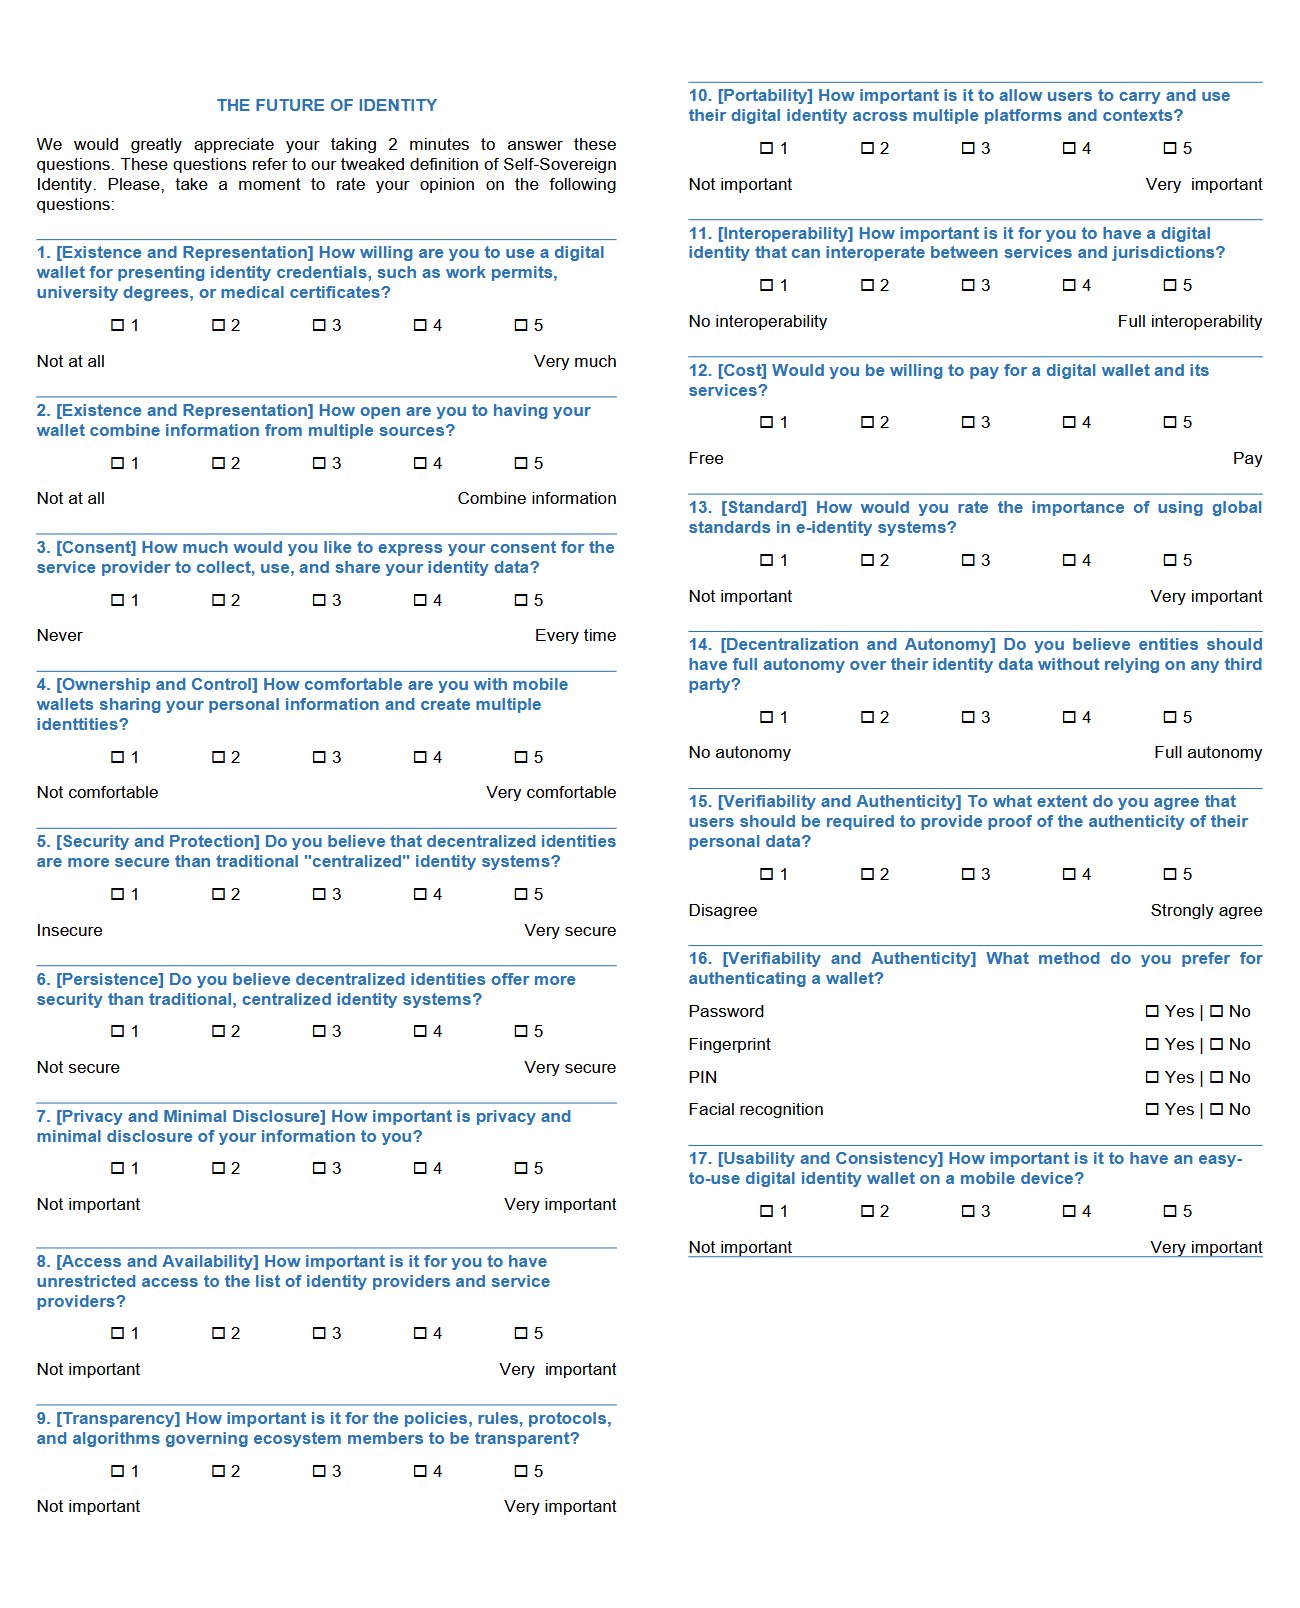 THE FUTURE OF IDENTITY
We would greatly appreciate your taking 2 minutes to answer these
questions. These questions refer to our tweaked definition of Self-Sovereign
Identity. Please, take a moment to rate your opinion on the following
questions:
1. [Existence and Representation] How willing are you to use a digital
wallet for presenting identity credentials, such as work permits,
university degrees, or medical certificates?
☐ 1 ☐ 2 ☐ 3 ☐ 4 ☐ 5
Not at all Very much
2. [Existence and Representation] How open are you to having your
wallet combine information from multiple sources?
☐ 1 ☐ 2 ☐ 3 ☐ 4 ☐ 5
Not at all Combine information
3. [Consent] How much would you like to express your consent for the
service provider to collect, use, and share your identity data?
☐ 1 ☐ 2 ☐ 3 ☐ 4 ☐ 5
Never Every time
4. [Ownership and Control] How comfortable are you with mobile
wallets sharing your personal information and create multiple
identtities?
☐ 1 ☐ 2 ☐ 3 ☐ 4 ☐ 5
Not comfortable Very comfortable
5. [Security and Protection] Do you believe that decentralized identities
are more secure than traditional "centralized" identity systems?
☐ 1 ☐ 2 ☐ 3 ☐ 4 ☐ 5
Insecure Very secure
6. [Persistence] Do you believe decentralized identities offer more
security than traditional, centralized identity systems?
☐ 1 ☐ 2 ☐ 3 ☐ 4 ☐ 5
Not secure Very secure
7. [Privacy and Minimal Disclosure] How important is privacy and
minimal disclosure of your information to you?
☐ 1 ☐ 2 ☐ 3 ☐ 4 ☐ 5
Not important Very important
8. [Access and Availability] How important is it for you to have
unrestricted access to the list of identity providers and service
providers?
☐ 1 ☐ 2 ☐ 3 ☐ 4 ☐ 5
Not important Very important
9. [Transparency] How important is it for the policies, rules, protocols,
and algorithms governing ecosystem members to be transparent?
☐ 1 ☐ 2 ☐ 3 ☐ 4 ☐ 5
Not important Very important
10. [Portability] How important is it to allow users to carry and use
their digital identity across multiple platforms and contexts?
☐ 1 ☐ 2 ☐ 3 ☐ 4 ☐ 5
Not important Very important
11. [Interoperability] How important is it for you to have a digital
identity that can interoperate between services and jurisdictions?
☐ 1 ☐ 2 ☐ 3 ☐ 4 ☐ 5
No interoperability Full interoperability
12. [Cost] Would you be willing to pay for a digital wallet and its
services?
☐ 1 ☐ 2 ☐ 3 ☐ 4 ☐ 5
Free Pay
13. [Standard] How would you rate the importance of using global
standards in e-identity systems?
☐ 1 ☐ 2 ☐ 3 ☐ 4 ☐ 5
Not important Very important
14. [Decentralization and Autonomy] Do you believe entities should
have full autonomy over their identity data without relying on any third
party?
☐ 1 ☐ 2 ☐ 3 ☐ 4 ☐ 5
No autonomy Full autonomy
15. [Verifiability and Authenticity] To what extent do you agree that
users should be required to provide proof of the authenticity of their
personal data?
☐ 1 ☐ 2 ☐ 3 ☐ 4 ☐ 5
Disagree Strongly agree
16. [Verifiability and Authenticity] What method do you prefer for
authenticating a wallet?
Password ☐ Yes | ☐ No
Fingerprint ☐ Yes | ☐ No
PIN ☐ Yes | ☐ No
Facial recognition ☐ Yes | ☐ No
17. [Usability and Consistency] How important is it to have an easy-
to-use digital identity wallet on a mobile device?
☐ 1 ☐ 2 ☐ 3 ☐ 4 ☐ 5
Not important Very important